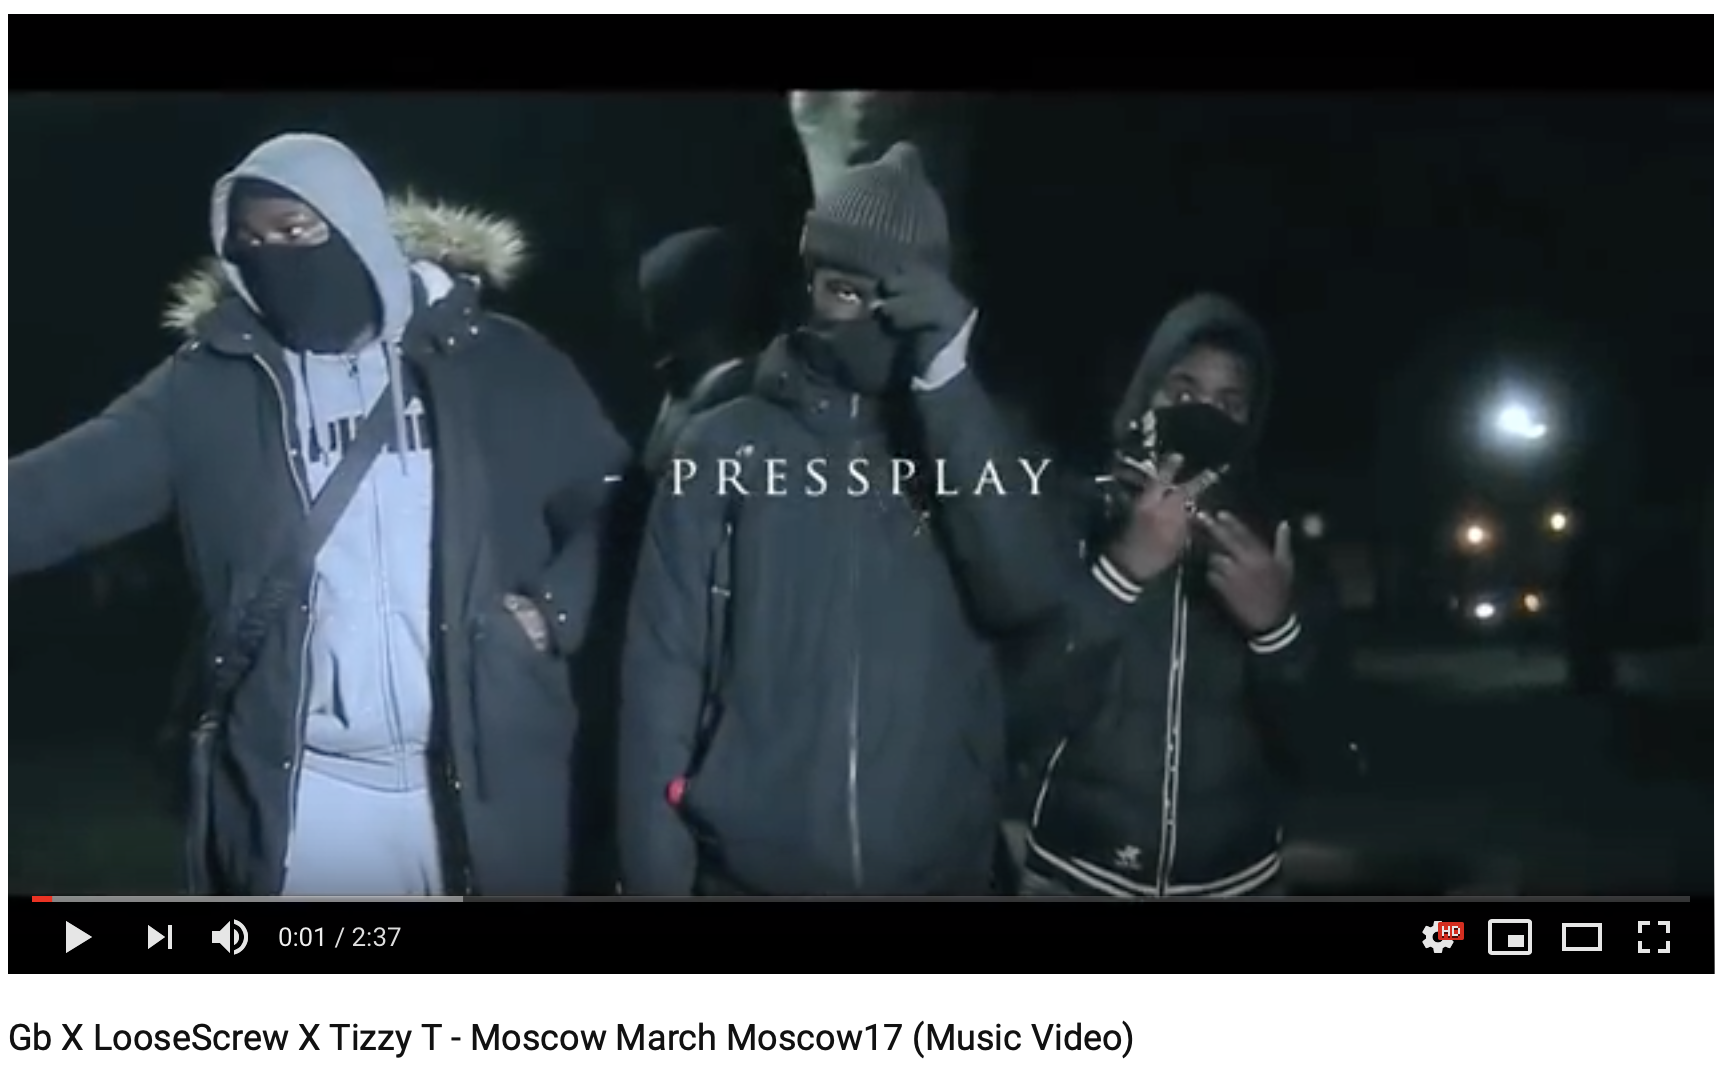 - PRESSPLAY -
0:01 / 2:37
HD
Gb X LooseScrew X Tizzy T - Moscow March Moscow17 (Music Video)